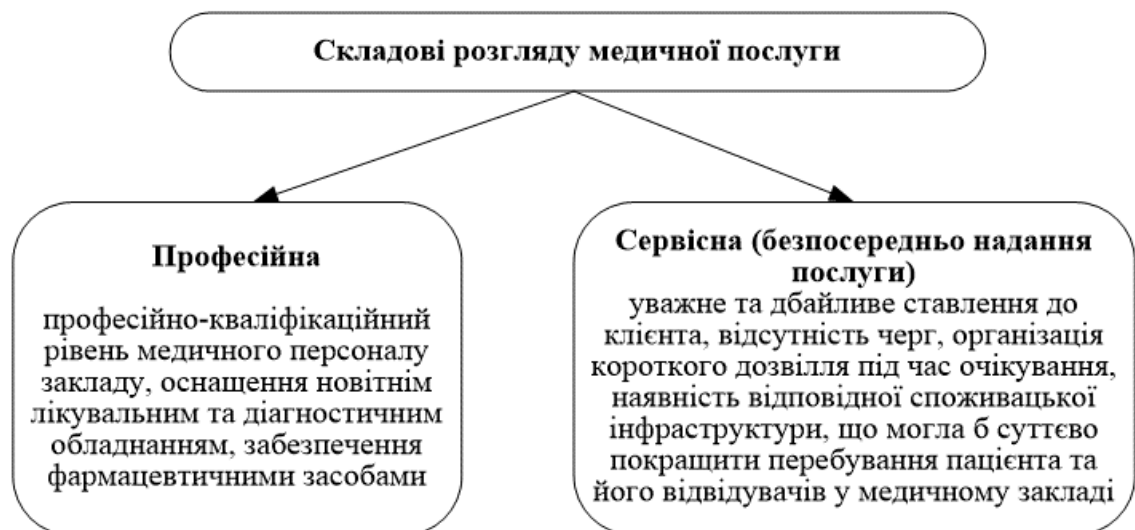 Складові розгляду медичної послуги
Професійна
професійно-кваліфікаційний
рівень медичного персоналу
закладу, оснащення новітнім
лікувальним та діагностичним
обладнанням, забезпечення
фармацевтичними засобами
Сервісна (безпосередньо надання
послуги)
уважне та дбайливе ставлення до
клієнта, відсутність черг, організація
короткого дозвілля під час очікування,
наявність відповідної споживацької
інфраструктури, що могла б суттєво
покращити перебування пацієнта та
його відвідувачів у медичному закладі